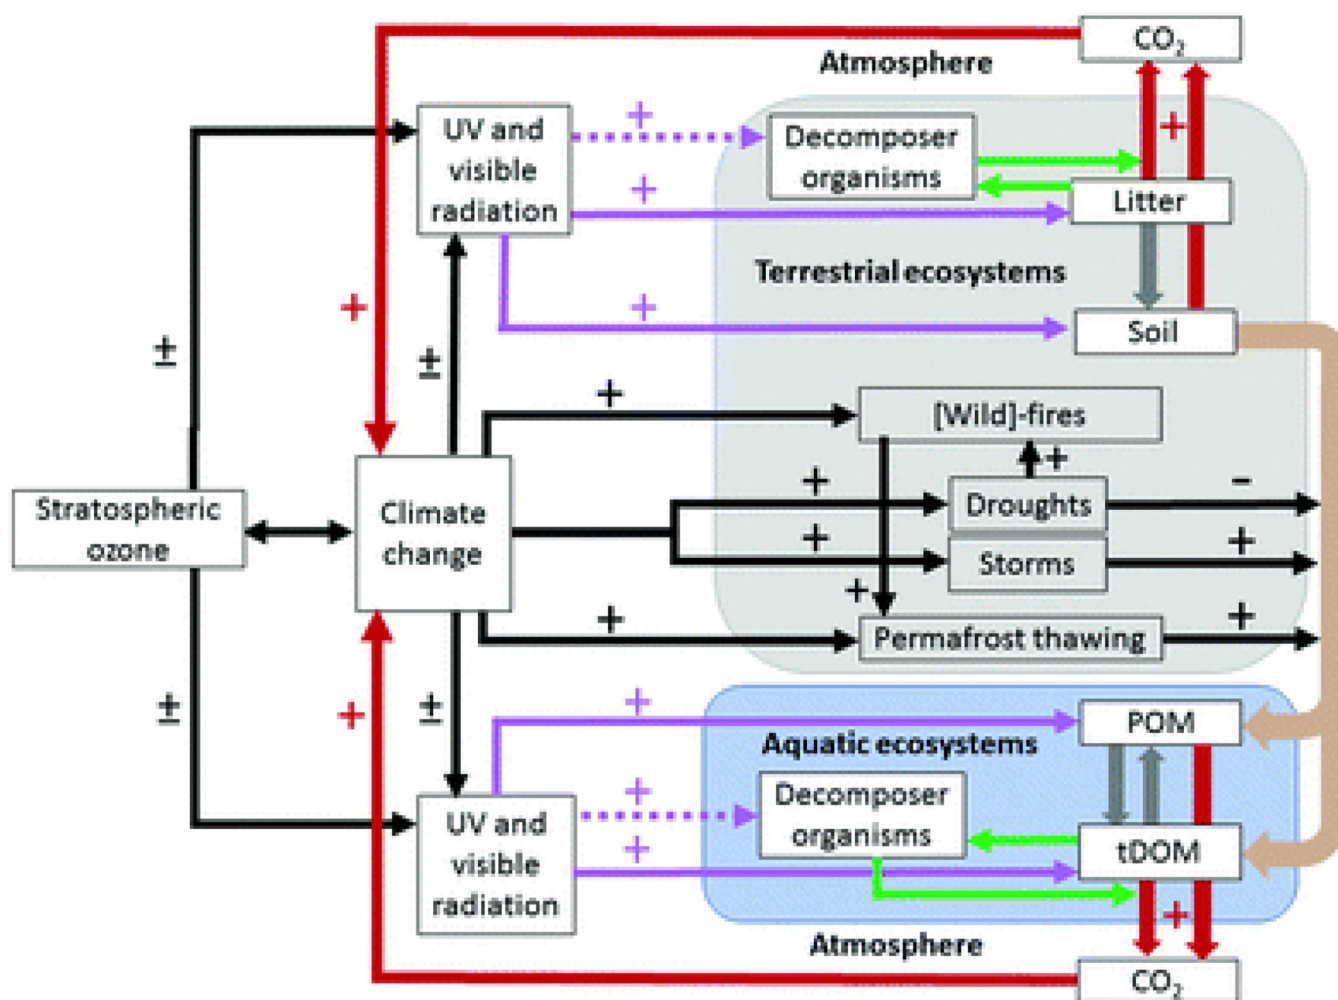 CO2
Atmosphere
+
UV and
visible
radiation
+
Decomposer
organisms
+
Litter
Terrestrial ecosystems
+
+
Soil
±
±
+
[Wild]-fires
+
+
-
Stratospheric
ozone
Climate
change
Droughts
+
+
Storms
+
+
Permafrost thawing
+
±
+
±
+
POM
Aquatic ecosystems
+
Decomposer
organisms
UV and
visible
radiation
+
tDOM
+
Atmosphere
CO2